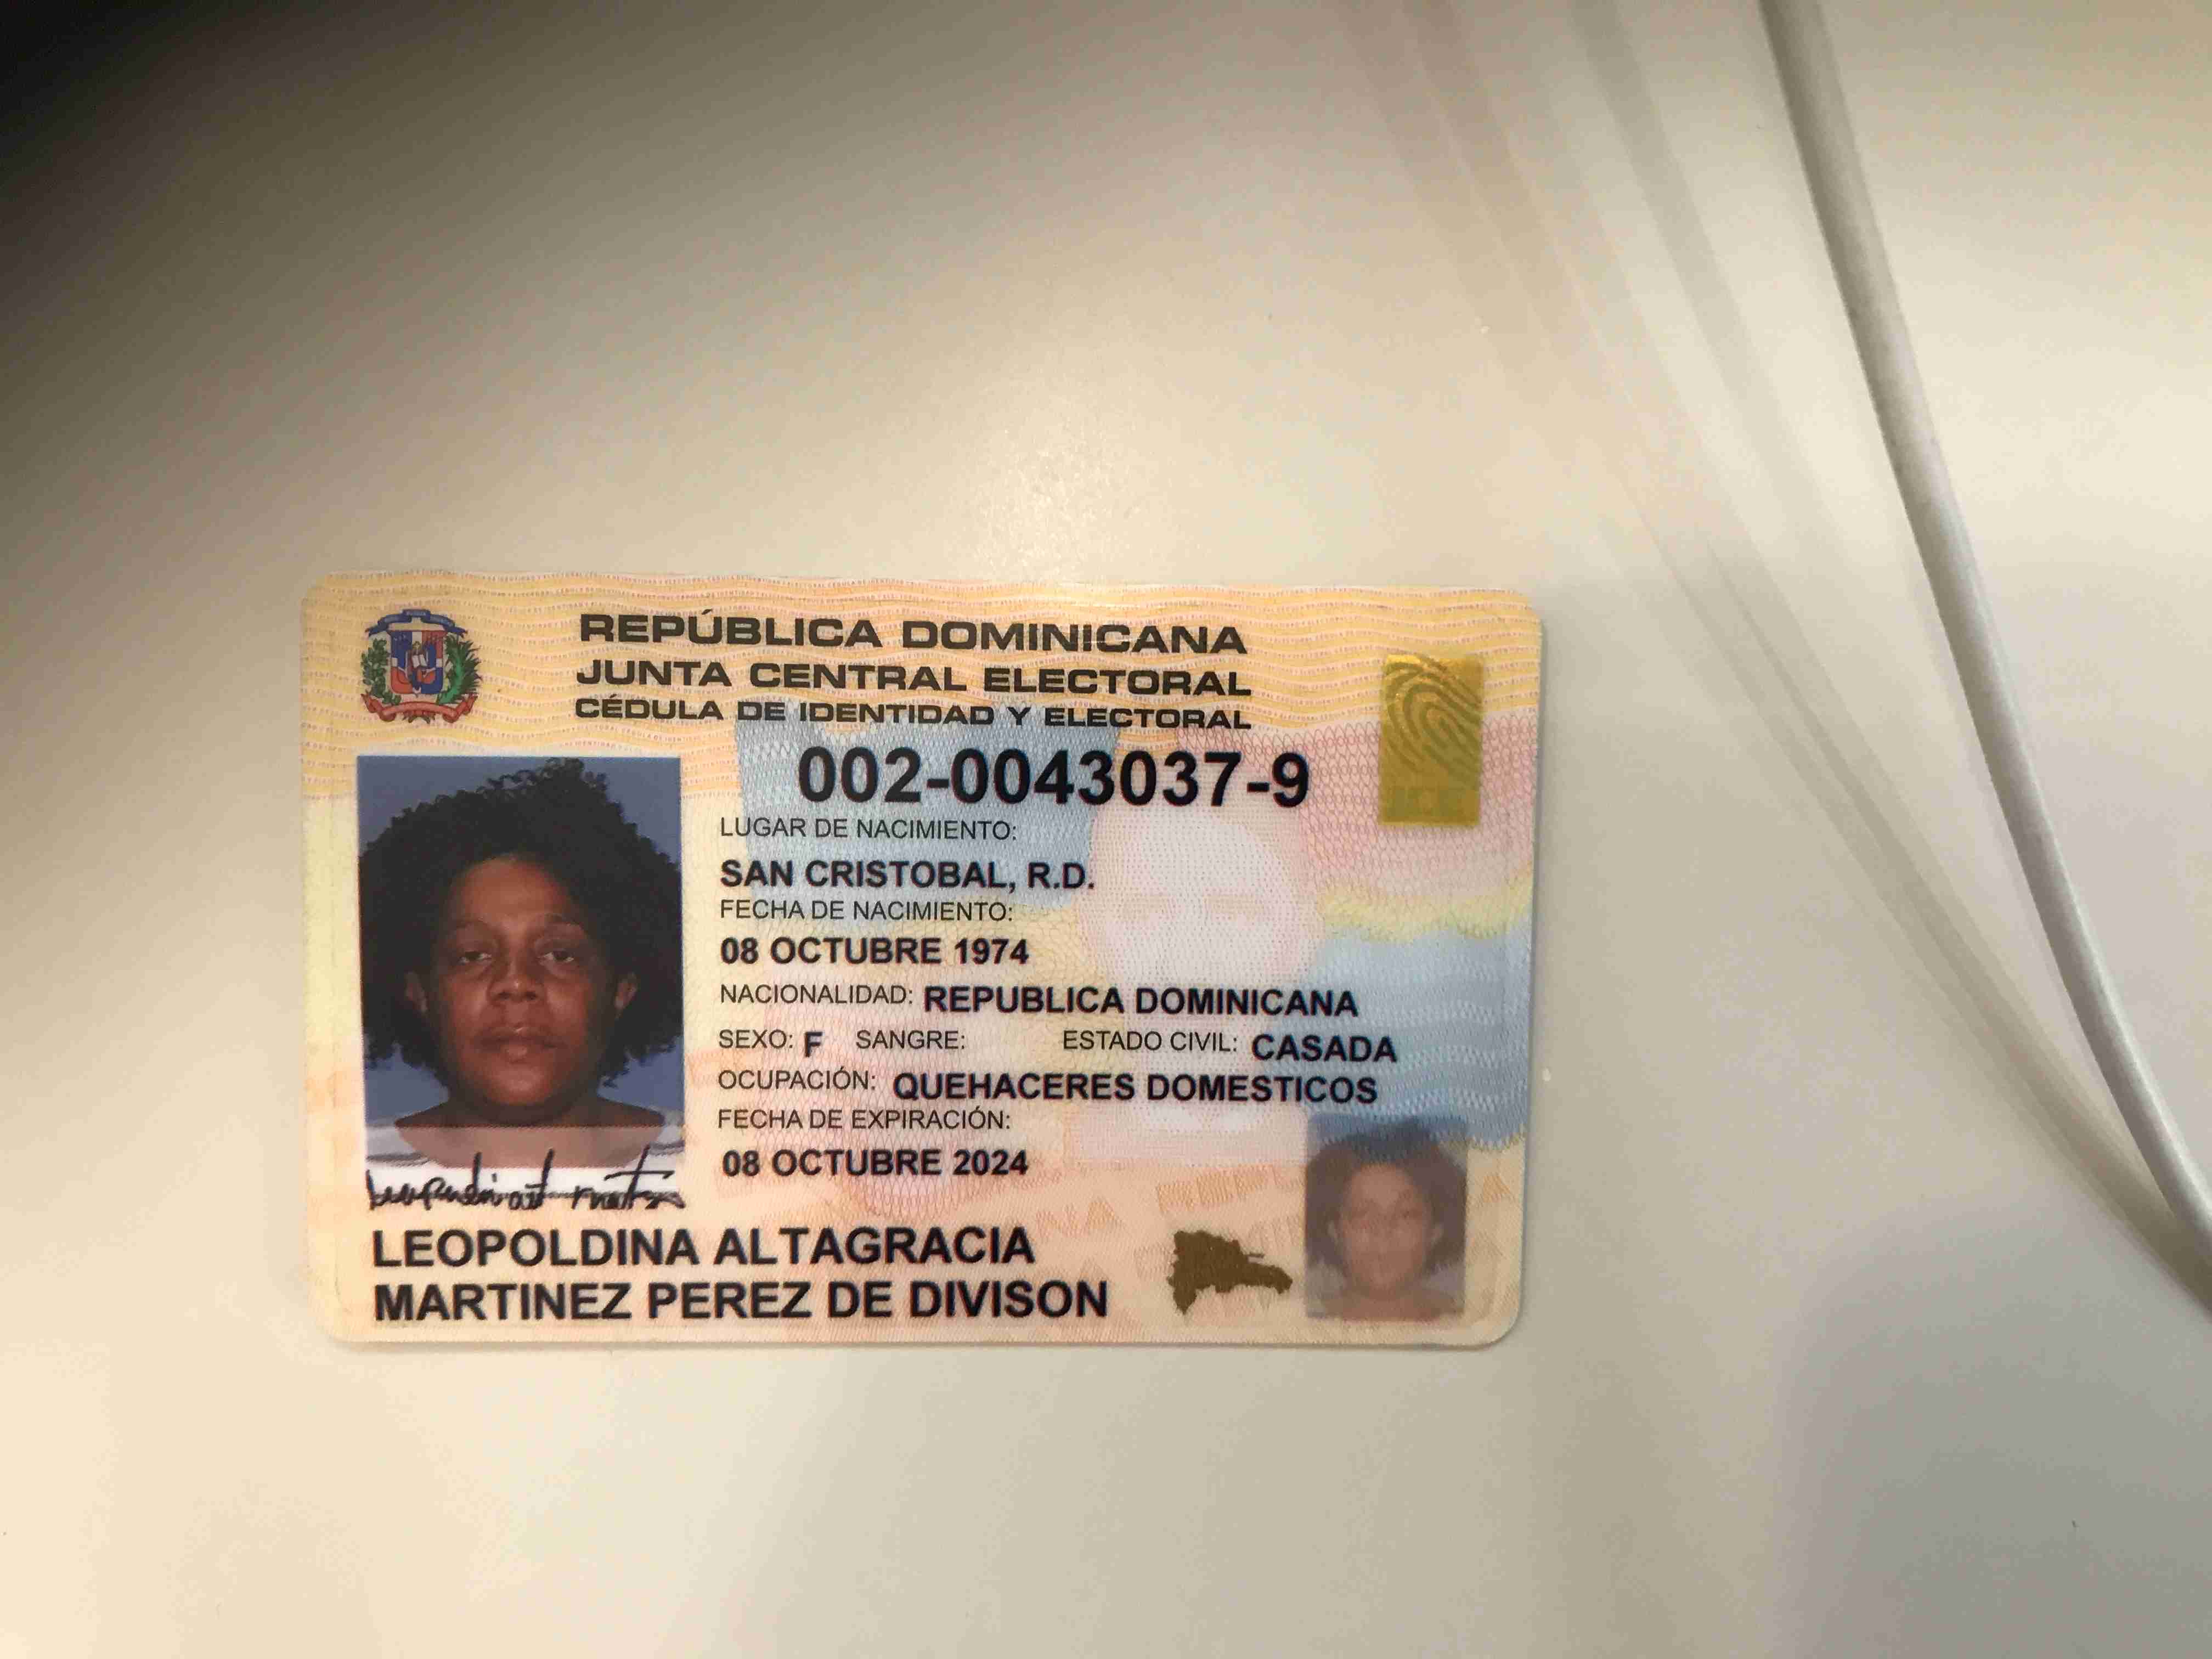 REPÚBLICA DOMINICANA
JUNTA CENTRAL ELECTORAL
CÉDULA DE IDENTIDAD Y ELECTORAL
002-0043037-9
LUGAR DE NACIMIENTO:
SAN CRISTOBAL, R.D.
FECHA DE NACIMIENTO:
08 OCTUBRE 1974
NACIONALIDAD: REPUBLICA DOMINICANA
SEXO: F SANGRE: ESTADO CIVIL: CASADA
OCUPACIÓN: QUEHACERES DOMESTICOS
FECHA DE EXPIRACIÓN:
08 OCTUBRE 2024
LEOPOLDINA ALTAGRACIA
MARTINEZ PEREZ DE DIVISON